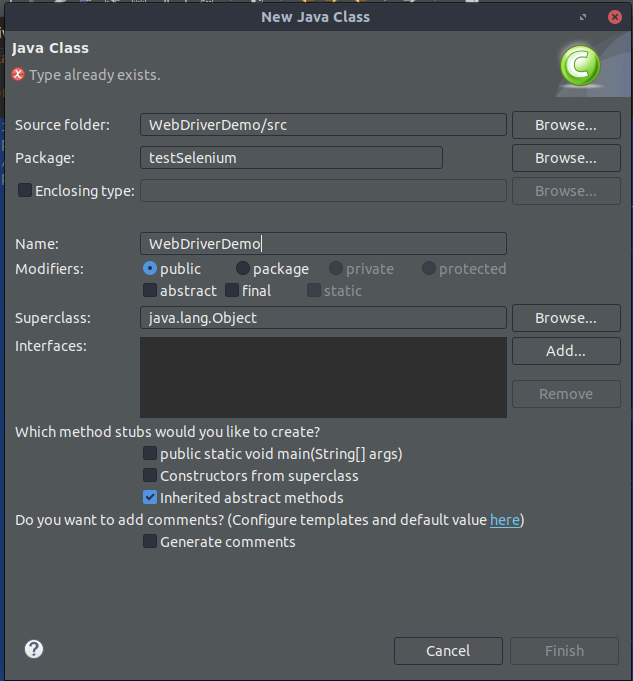 New Java Class
Java Class
Type already exists.
Source folder: WebDriverDemo/src Browse...
Package: testSelenium Browse...
Enclosing type: Browse...
Name: WebDriverDemo
Modifiers: public package private protected
abstract final static
Superclass: java.lang.Object Browse...
Interfaces: Add...
Remove
Which method stubs would you like to create?
public static void main(String[] args)
Constructors from superclass
Inherited abstract methods
Do you want to add comments? (Configure templates and default value here)
Generate comments
? Cancel Finish